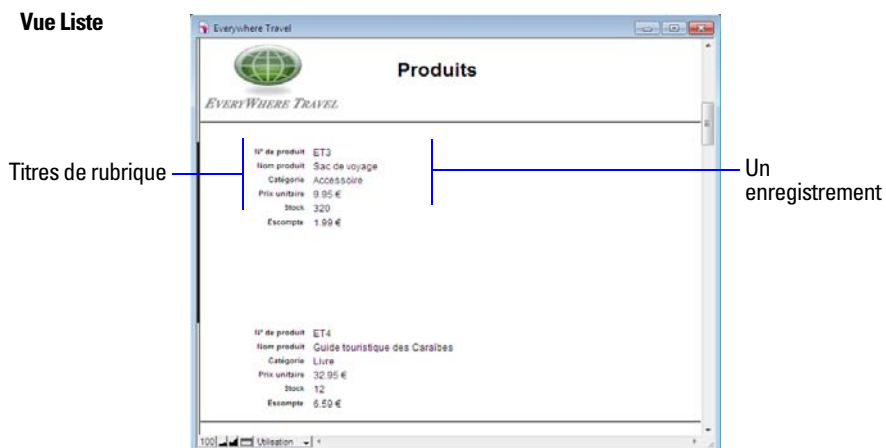 Vue Liste
Everywhere Travel
Produits
EVERYWHERE TRAVEL
Titres de rubrique
N° de produit ET3
Nom produit Sac de voyage
Catégorie Accessoire
Prix unitaire 9.95 €
Stock 320
Escompte 1.99 €
Un
enregistrement
N° de produit ET4
Nom produit Guide touristique des Caraïbes
Catégorie Livre
Prix unitaire 32.95 €
Stock 12
Escompte 6.59 €
100 Utilisation